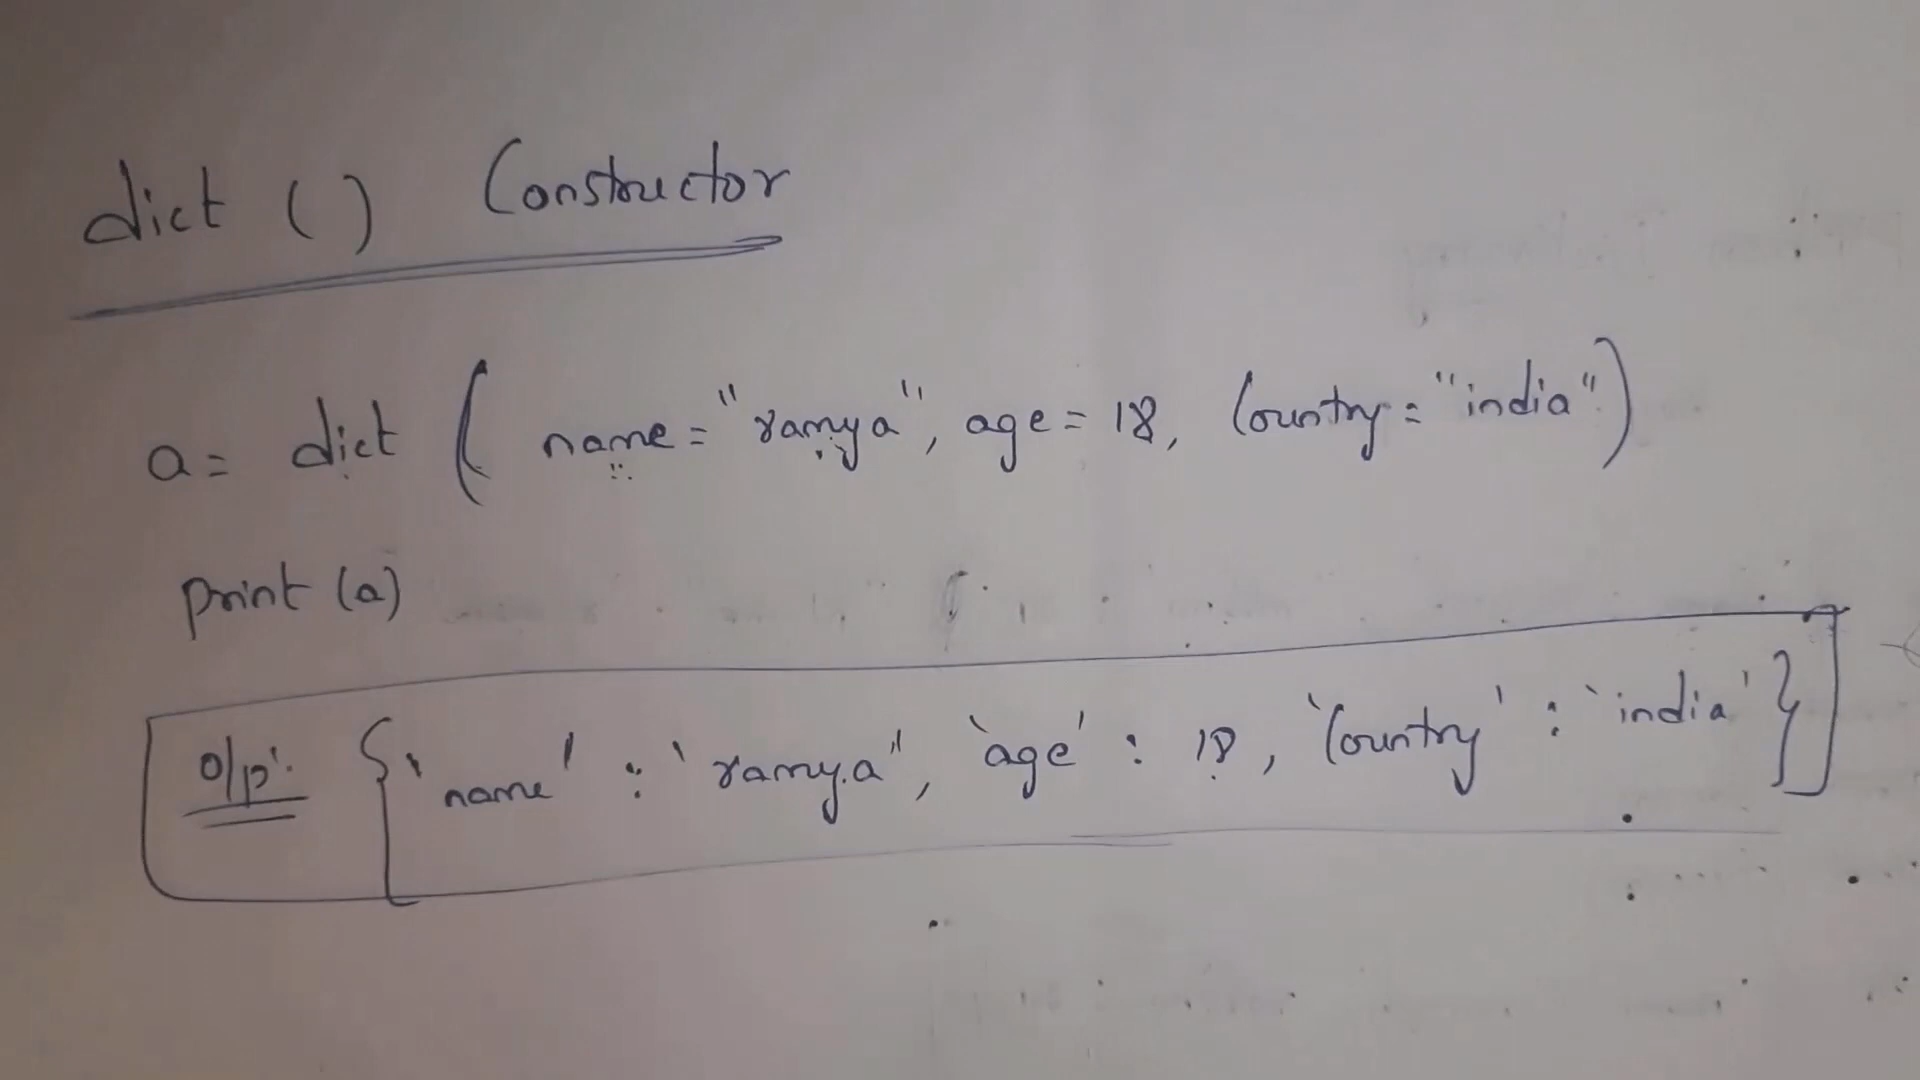 dict () Constructor
a= dict ( name = "ramya", age = 18, Country = "india")
print (a)
o/p: {'name' : 'ramya", 'age' : 18, 'Country' : 'india'}